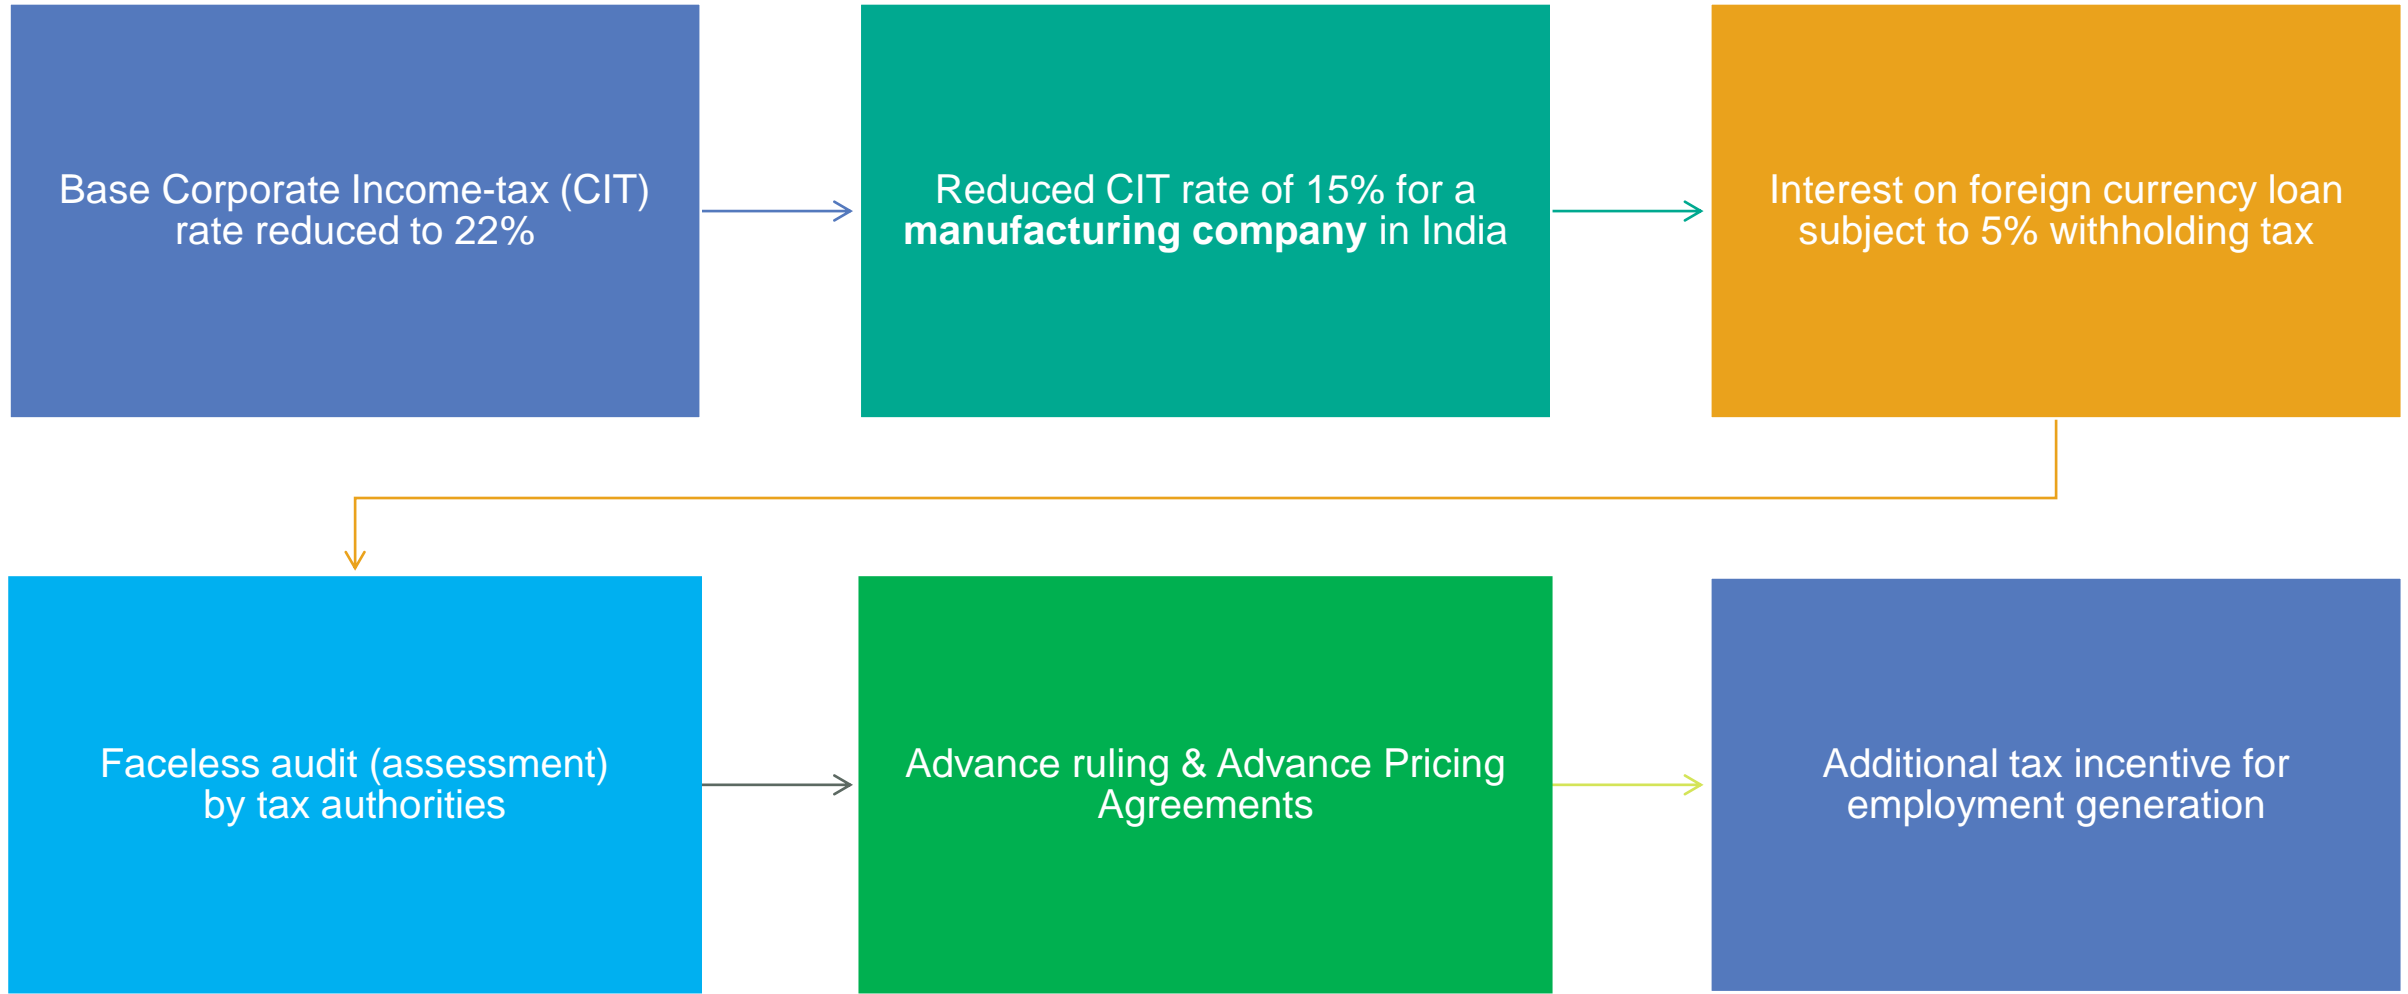 Base Corporate Income-tax (CIT)
rate reduced to 22%
Reduced CIT rate of 15% for a
manufacturing company in India
Interest on foreign currency loan
subject to 5% withholding tax
Faceless audit (assessment)
by tax authorities
Advance ruling & Advance Pricing
Agreements
Additional tax incentive for
employment generation